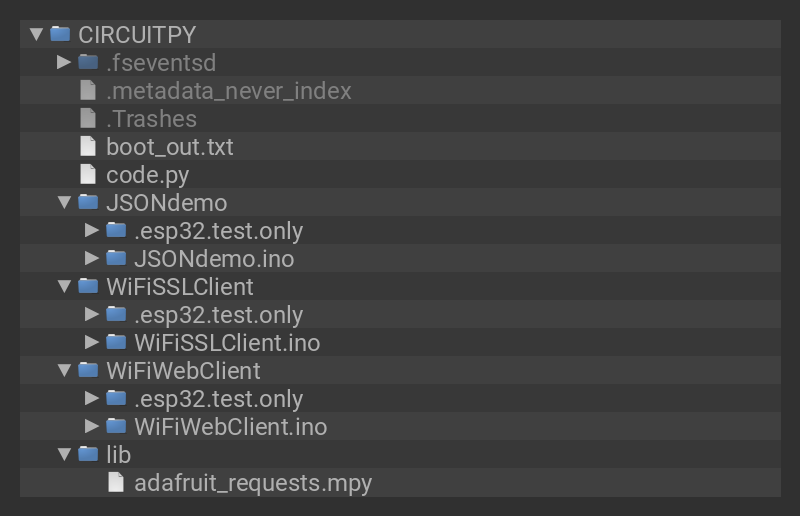 CIRCUITPY
.fseventsd
.metadata_never_index
.Trashes
boot_out.txt
code.py
JSONdemo
.esp32.test.only
JSONdemo.ino
WiFiSSLClient
.esp32.test.only
WiFiSSLClient.ino
WiFiWebClient
.esp32.test.only
WiFiWebClient.ino
lib
adafruit_requests.mpy